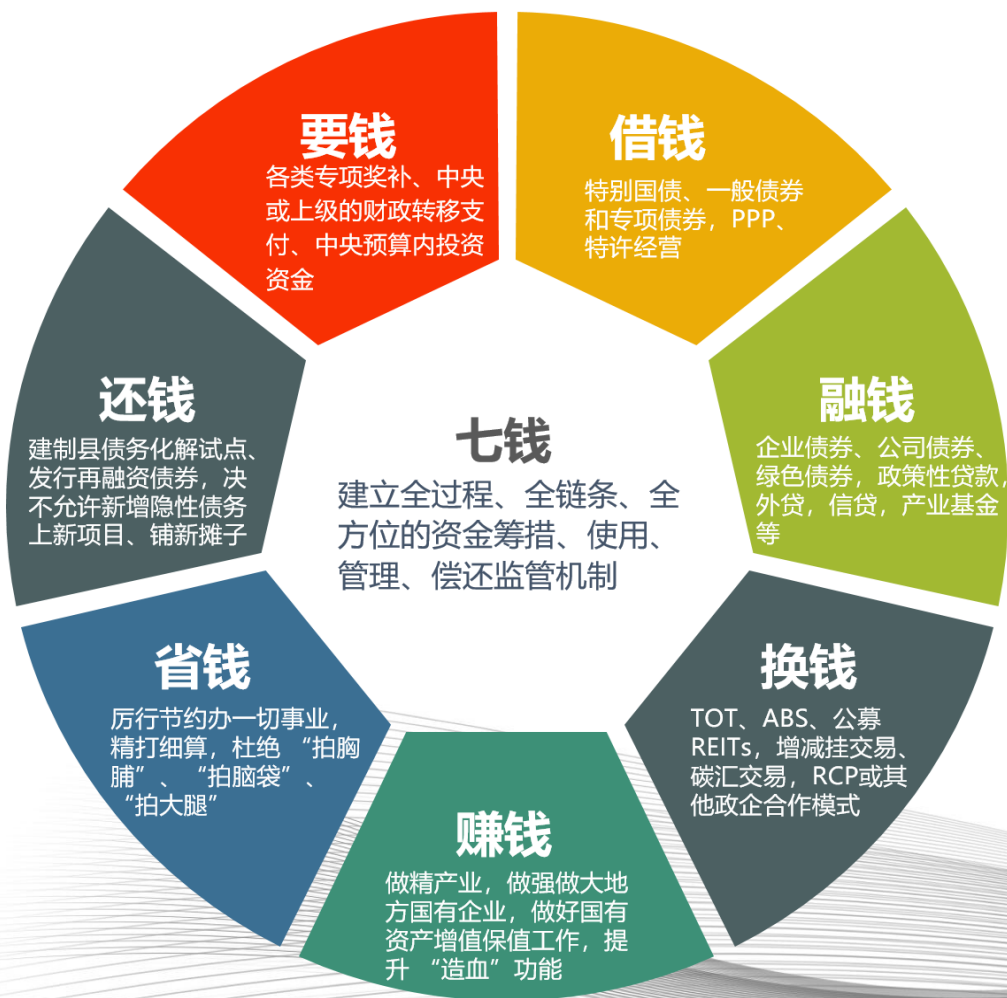 要钱
各类专项奖补、中央
或上级的财政转移支
付、中央预算内投资
资金
借钱
特别国债、一般债券
和专项债券，PPP、
特许经营
融钱
企业债券、公司债券、
绿色债券，政策性贷款，
外贷，信贷，产业基金
等
换钱
TOT、ABS、公募
REITs，增减挂交易、
碳汇交易，RCP或其
他政企合作模式
赚钱
做精产业，做强做大地
方国有企业，做好国有
资产增值保值工作，提
升 “造血”功能
省钱
厉行节约办一切事业，
精打细算，杜绝 “拍胸
脯”、“拍脑袋”、
“拍大腿”
还钱
建制县债务化解试点、
发行再融资债券，决
不允许新增隐性债务
上新项目、铺新摊子
七钱
建立全过程、全链条、全
方位的资金筹措、使用、
管理、偿还监管机制